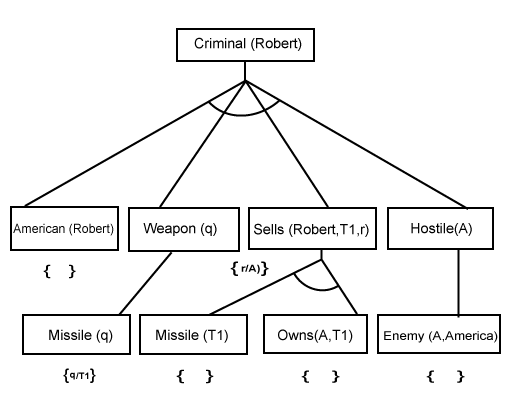 Criminal (Robert)
American (Robert)
Weapon (q)
Sells (Robert,T1,r)
Hostile(A)
{ }
{r/A)}
Missile (q)
Missile (T1)
Owns(A,T1)
Enemy (A,America)
{q/T1}
{ }
{ }
{ }